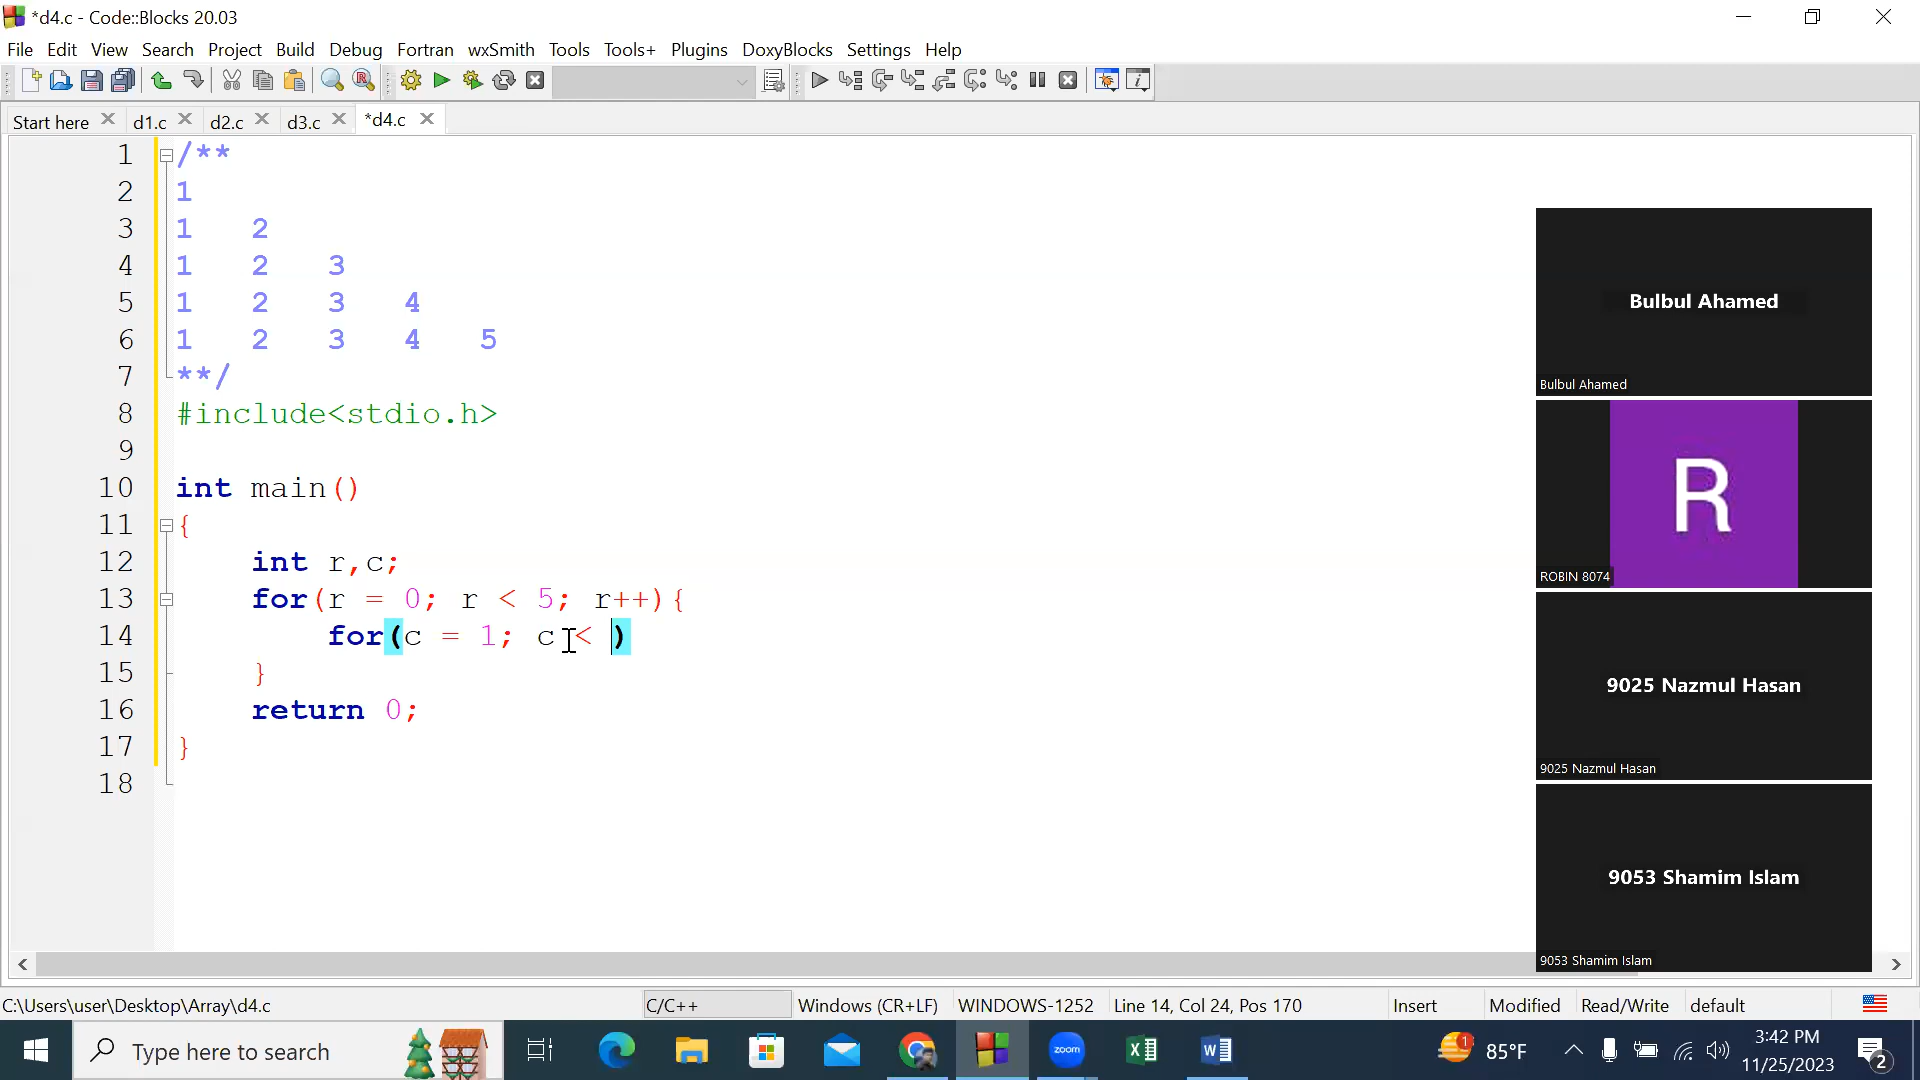 *d4.c - Code::Blocks 20.03
File Edit View Search Project Build Debug Fortran wxSmith Tools Tools+ Plugins DoxyBlocks Settings Help
Start here d1.c d2.c d3.c *d4.c
1 /**
2 1
3 1 2
4 1 2 3
5 1 2 3 4
6 1 2 3 4 5
7 **/
8 #include<stdio.h>
9
10 int main()
11 {
12 int r,c;
13 for(r = 0; r < 5; r++){
14 for(c = 1; c < )
15 }
16 return 0;
17 }
18
Bulbul Ahamed
Bulbul Ahamed
R
ROBIN 8074
9025 Nazmul Hasan
9025 Nazmul Hasan
9053 Shamim Islam
9053 Shamim Islam
C:\Users\user\Desktop\Array\d4.c C/C++ Windows (CR+LF) WINDOWS-1252 Line 14, Col 24, Pos 170 Insert Modified Read/Write default
Type here to search zoom 1 85°F 3:42 PM
11/25/2023 2